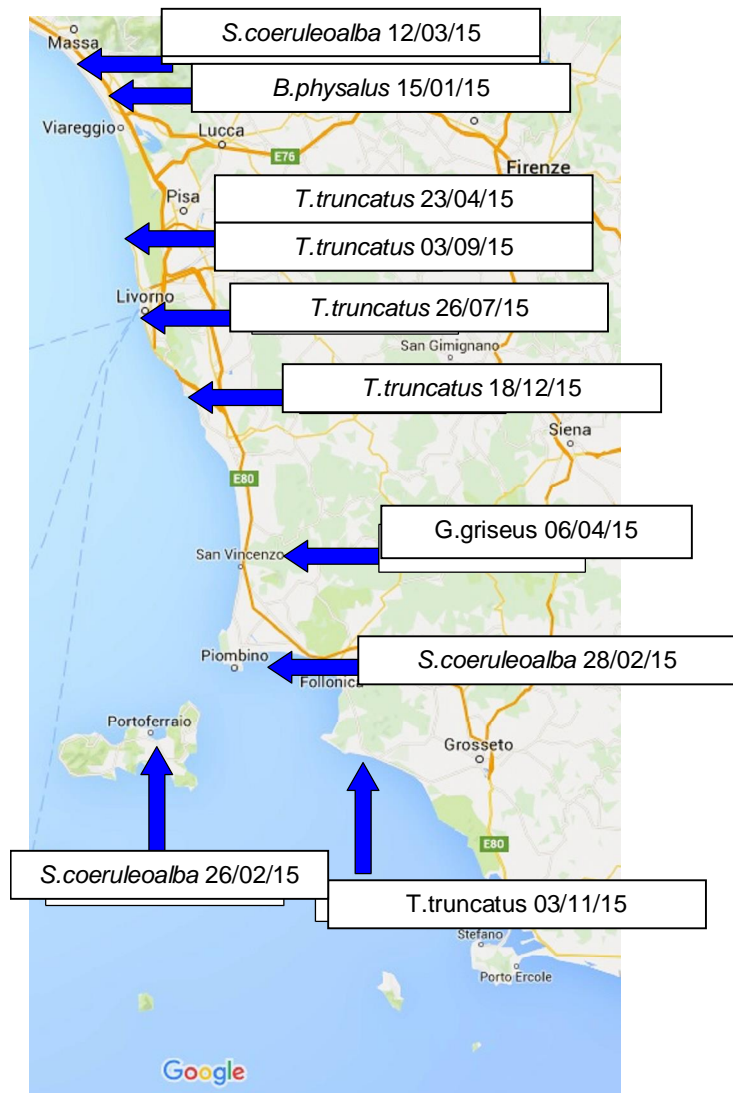 S.coeruleoalba 12/03/15
Massa
B.physalus 15/01/15
Viareggio
Lucca
E76
Firenze
T.truncatus 23/04/15
Pisa
T.truncatus 03/09/15
Livorno
T.truncatus 26/07/15
San Gimignano
T.truncatus 18/12/15
Siena
E80
G.griseus 06/04/15
San Vincenzo
Piombino
S.coeruleoalba 28/02/15
Follonica
Portoferraio
Grosseto
E80
S.coeruleoalba 26/02/15
T.truncatus 03/11/15
Stefano
Porto Ercole
Google